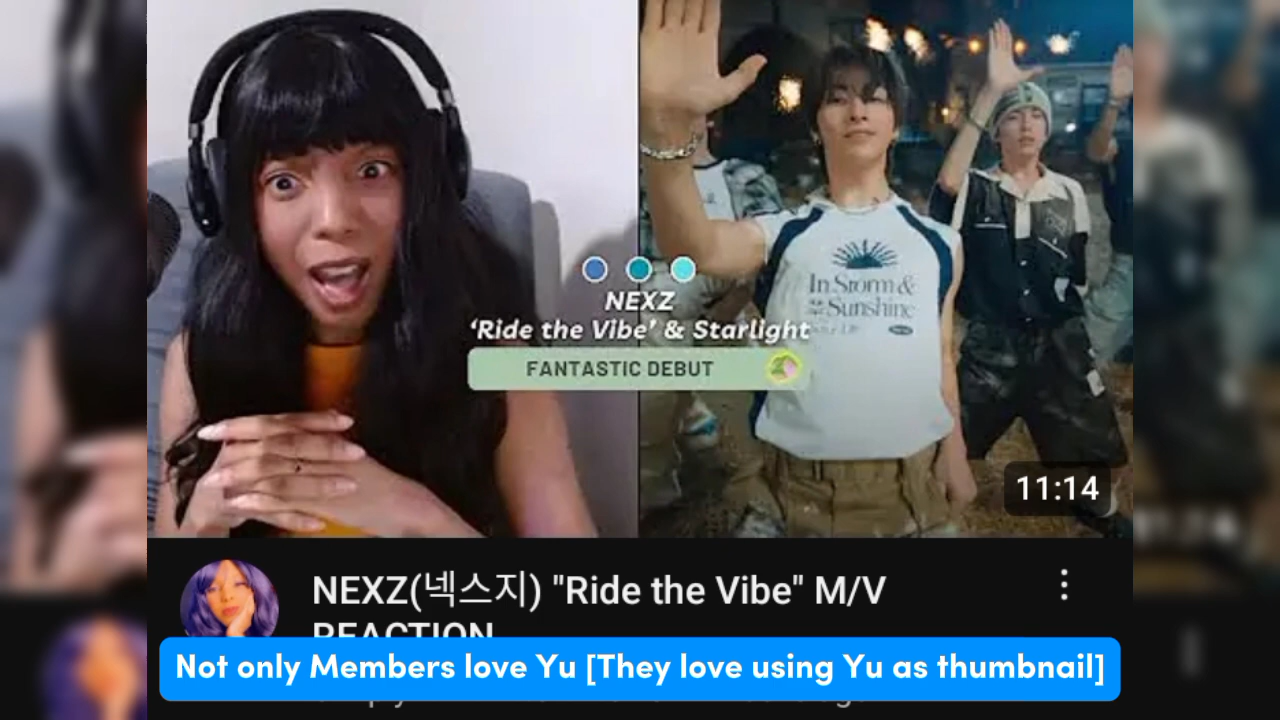 In Storm &
Sunshine
NEXZ
‘Ride the Vibe’ & Starlight
FANTASTIC DEBUT
11:14
NEXZ(넥스지) "Ride the Vibe" M/V
REACTION
Not only Members love Yu [They love using Yu as thumbnail]